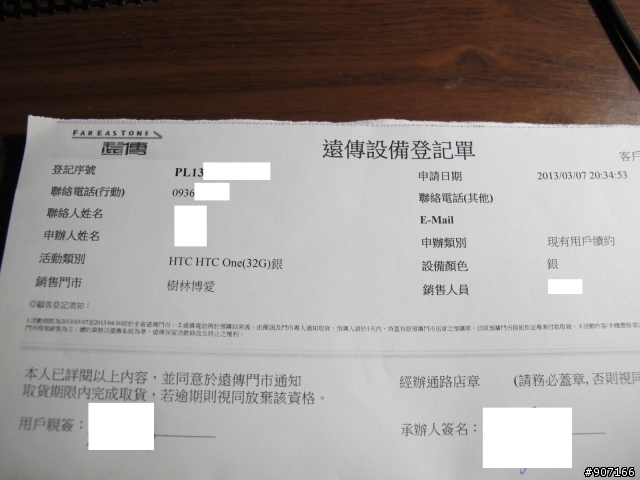 FAREASTONE
遠傳
遠傳設備登記單
客戶
登記序號 PL13
申請日期 2013/03/07 20:34:53
聯絡電話(行動) 0936
聯絡電話(其他)
聯絡人姓名
E-Mail
申辦人姓名
申辦類別 現有用戶續約
活動類別 HTC HTC One(32G)銀
設備顏色 銀
銷售門市 樹林博愛
銷售人員
◎顧客登記須知：
本人已詳閱以上內容，並同意於遠傳門市通知
取貨期限內完成取貨，若逾期則視同放棄該資格。
經辦通路店章 (請務必蓋章, 否則視同
用戶親簽：
承辦人簽名：
#907166